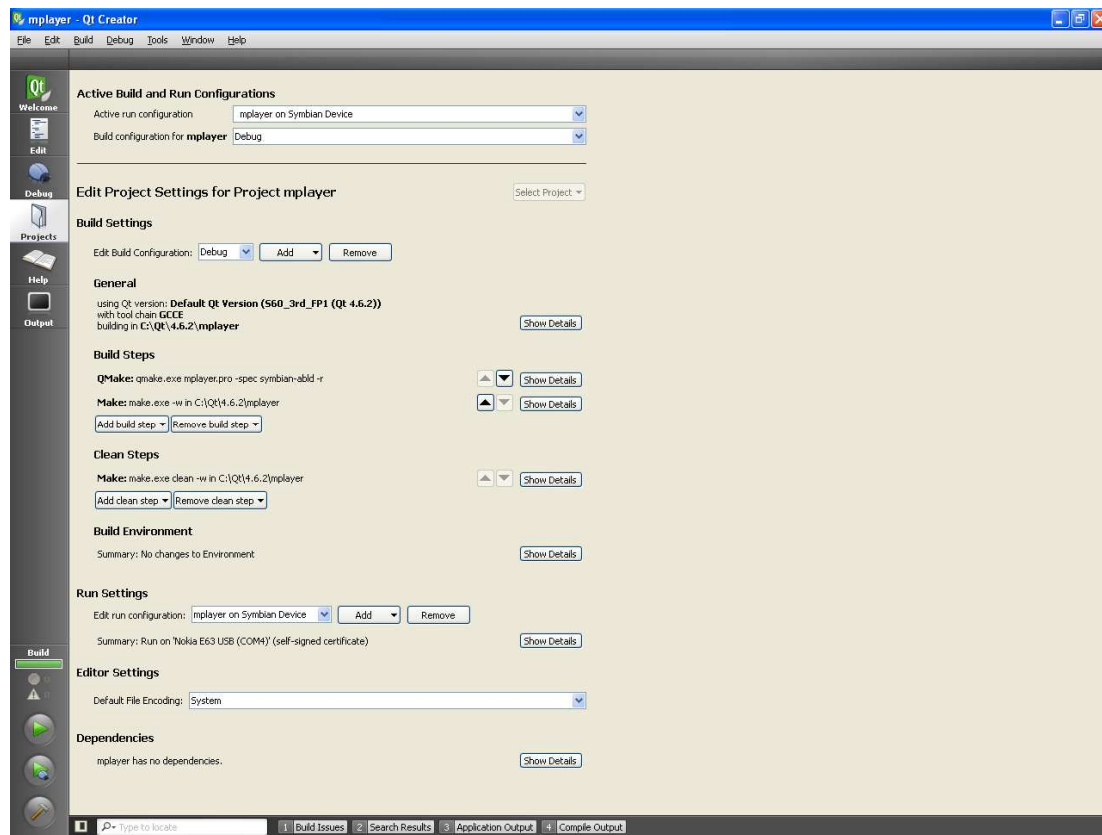 mplayer - Qt Creator
File Edit Build Debug Tools Window Help
Qt
Welcome
Edit
Debug
Projects
Help
Output
Active Build and Run Configurations
Active run configuration mplayer on Symbian Device
Build configuration for mplayer Debug
Edit Project Settings for Project mplayer Select Project
Build Settings
Edit Build Configuration: Debug Add Remove
General
using Qt version: Default Qt Version (S60_3rd_FP1 (Qt 4.6.2))
with tool chain GCCE
building in C:\Qt\4.6.2\mplayer Show Details
Build Steps
QMake: qmake.exe mplayer.pro -spec symbian-abld -r Show Details
Make: make.exe -w in C:\Qt\4.6.2\mplayer Show Details
Add build step Remove build step
Clean Steps
Make: make.exe clean -w in C:\Qt\4.6.2\mplayer Show Details
Add clean step Remove clean step
Build Environment
Summary: No changes to Environment Show Details
Run Settings
Edit run configuration: mplayer on Symbian Device Add Remove
Summary: Run on 'Nokia E63 USB (COM4)' (self-signed certificate) Show Details
Editor Settings
Default File Encoding: System
Dependencies
mplayer has no dependencies. Show Details
Build
0
0
Type to locate 1 Build Issues 2 Search Results 3 Application Output 4 Compile Output